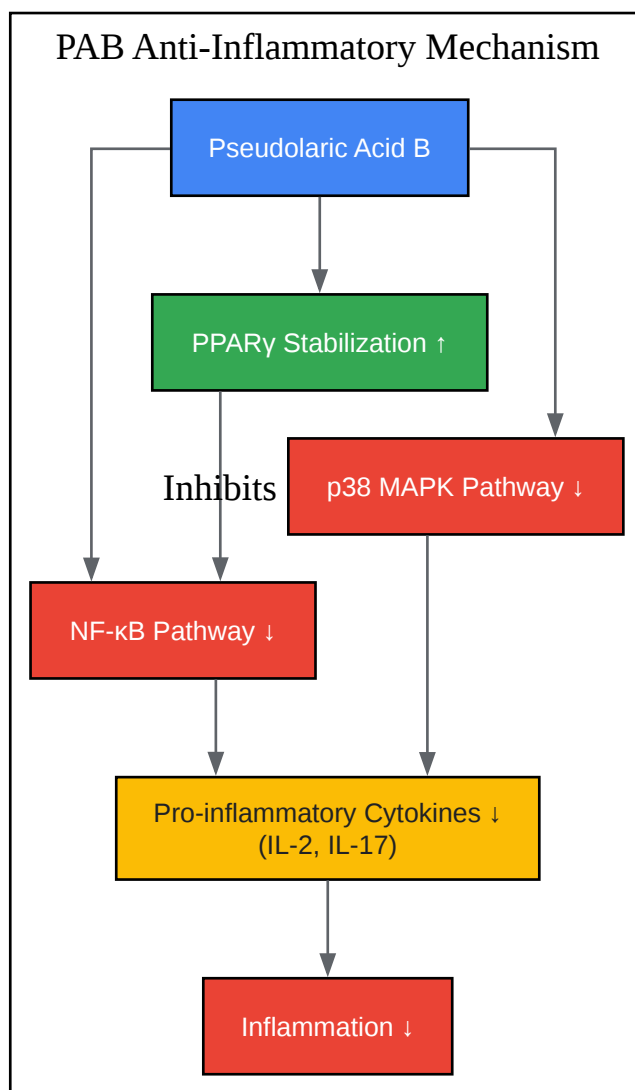 PAB Anti-Inflammatory Mechanism
Pseudolaric Acid B
PPARγ Stabilization ↑
Inhibits
p38 MAPK Pathway ↓
NF-κB Pathway ↓
Pro-inflammatory Cytokines ↓
(IL-2, IL-17)
Inflammation ↓